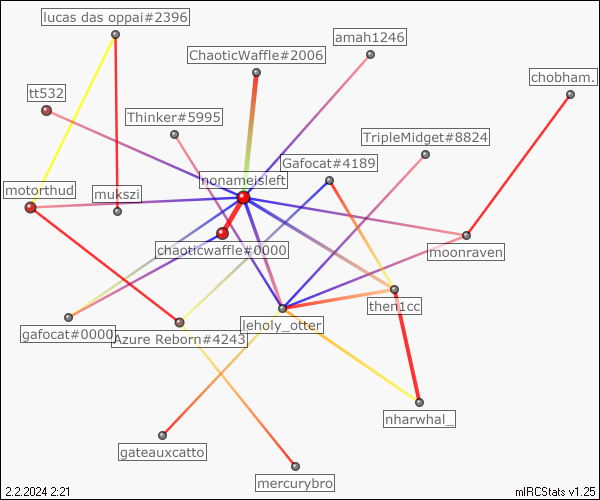 lucas das oppai#2396
amah1246
ChaoticWaffle#2006
chobham.
tt532
Thinker#5995
TripleMidget#8824
Gafocat#4189
nonameisleft
motorthud
mukszi
chaoticwaffle#0000
moonraven
then1cc
leholy_otter
gafocat#0000
Azure Reborn#4243
nharwhal_
gateauxcatto
mercurybro
2.2.2024 2:21
mIRCStats v1.25